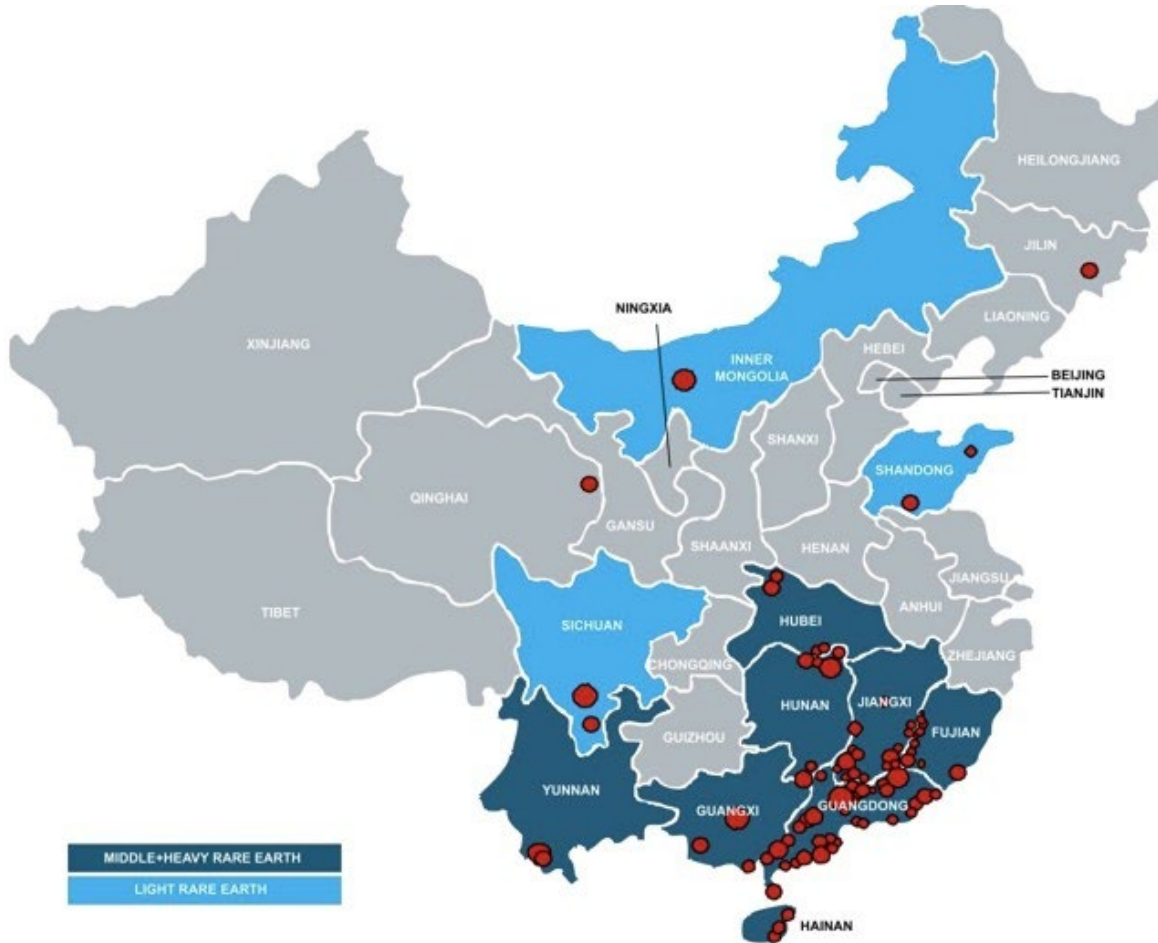 HEILONGJIANG
JILIN
LIAONING
NINGXIA
XINJIANG
INNER
MONGOLIA
HEBEI
BEIJING
TIANJIN
SHANXI
SHANDONG
QINGHAI
GANSU
SHAANXI
HENAN
JIANGSU
ANHUI
TIBET
SICHUAN
HUBEI
CHONGQING
ZHEJIANG
HUNAN
JIANGXI
GUIZHOU
FUJIAN
YUNNAN
GUANGXI
GUANGDONG
MIDDLE+HEAVY RARE EARTH
LIGHT RARE EARTH
HAINAN